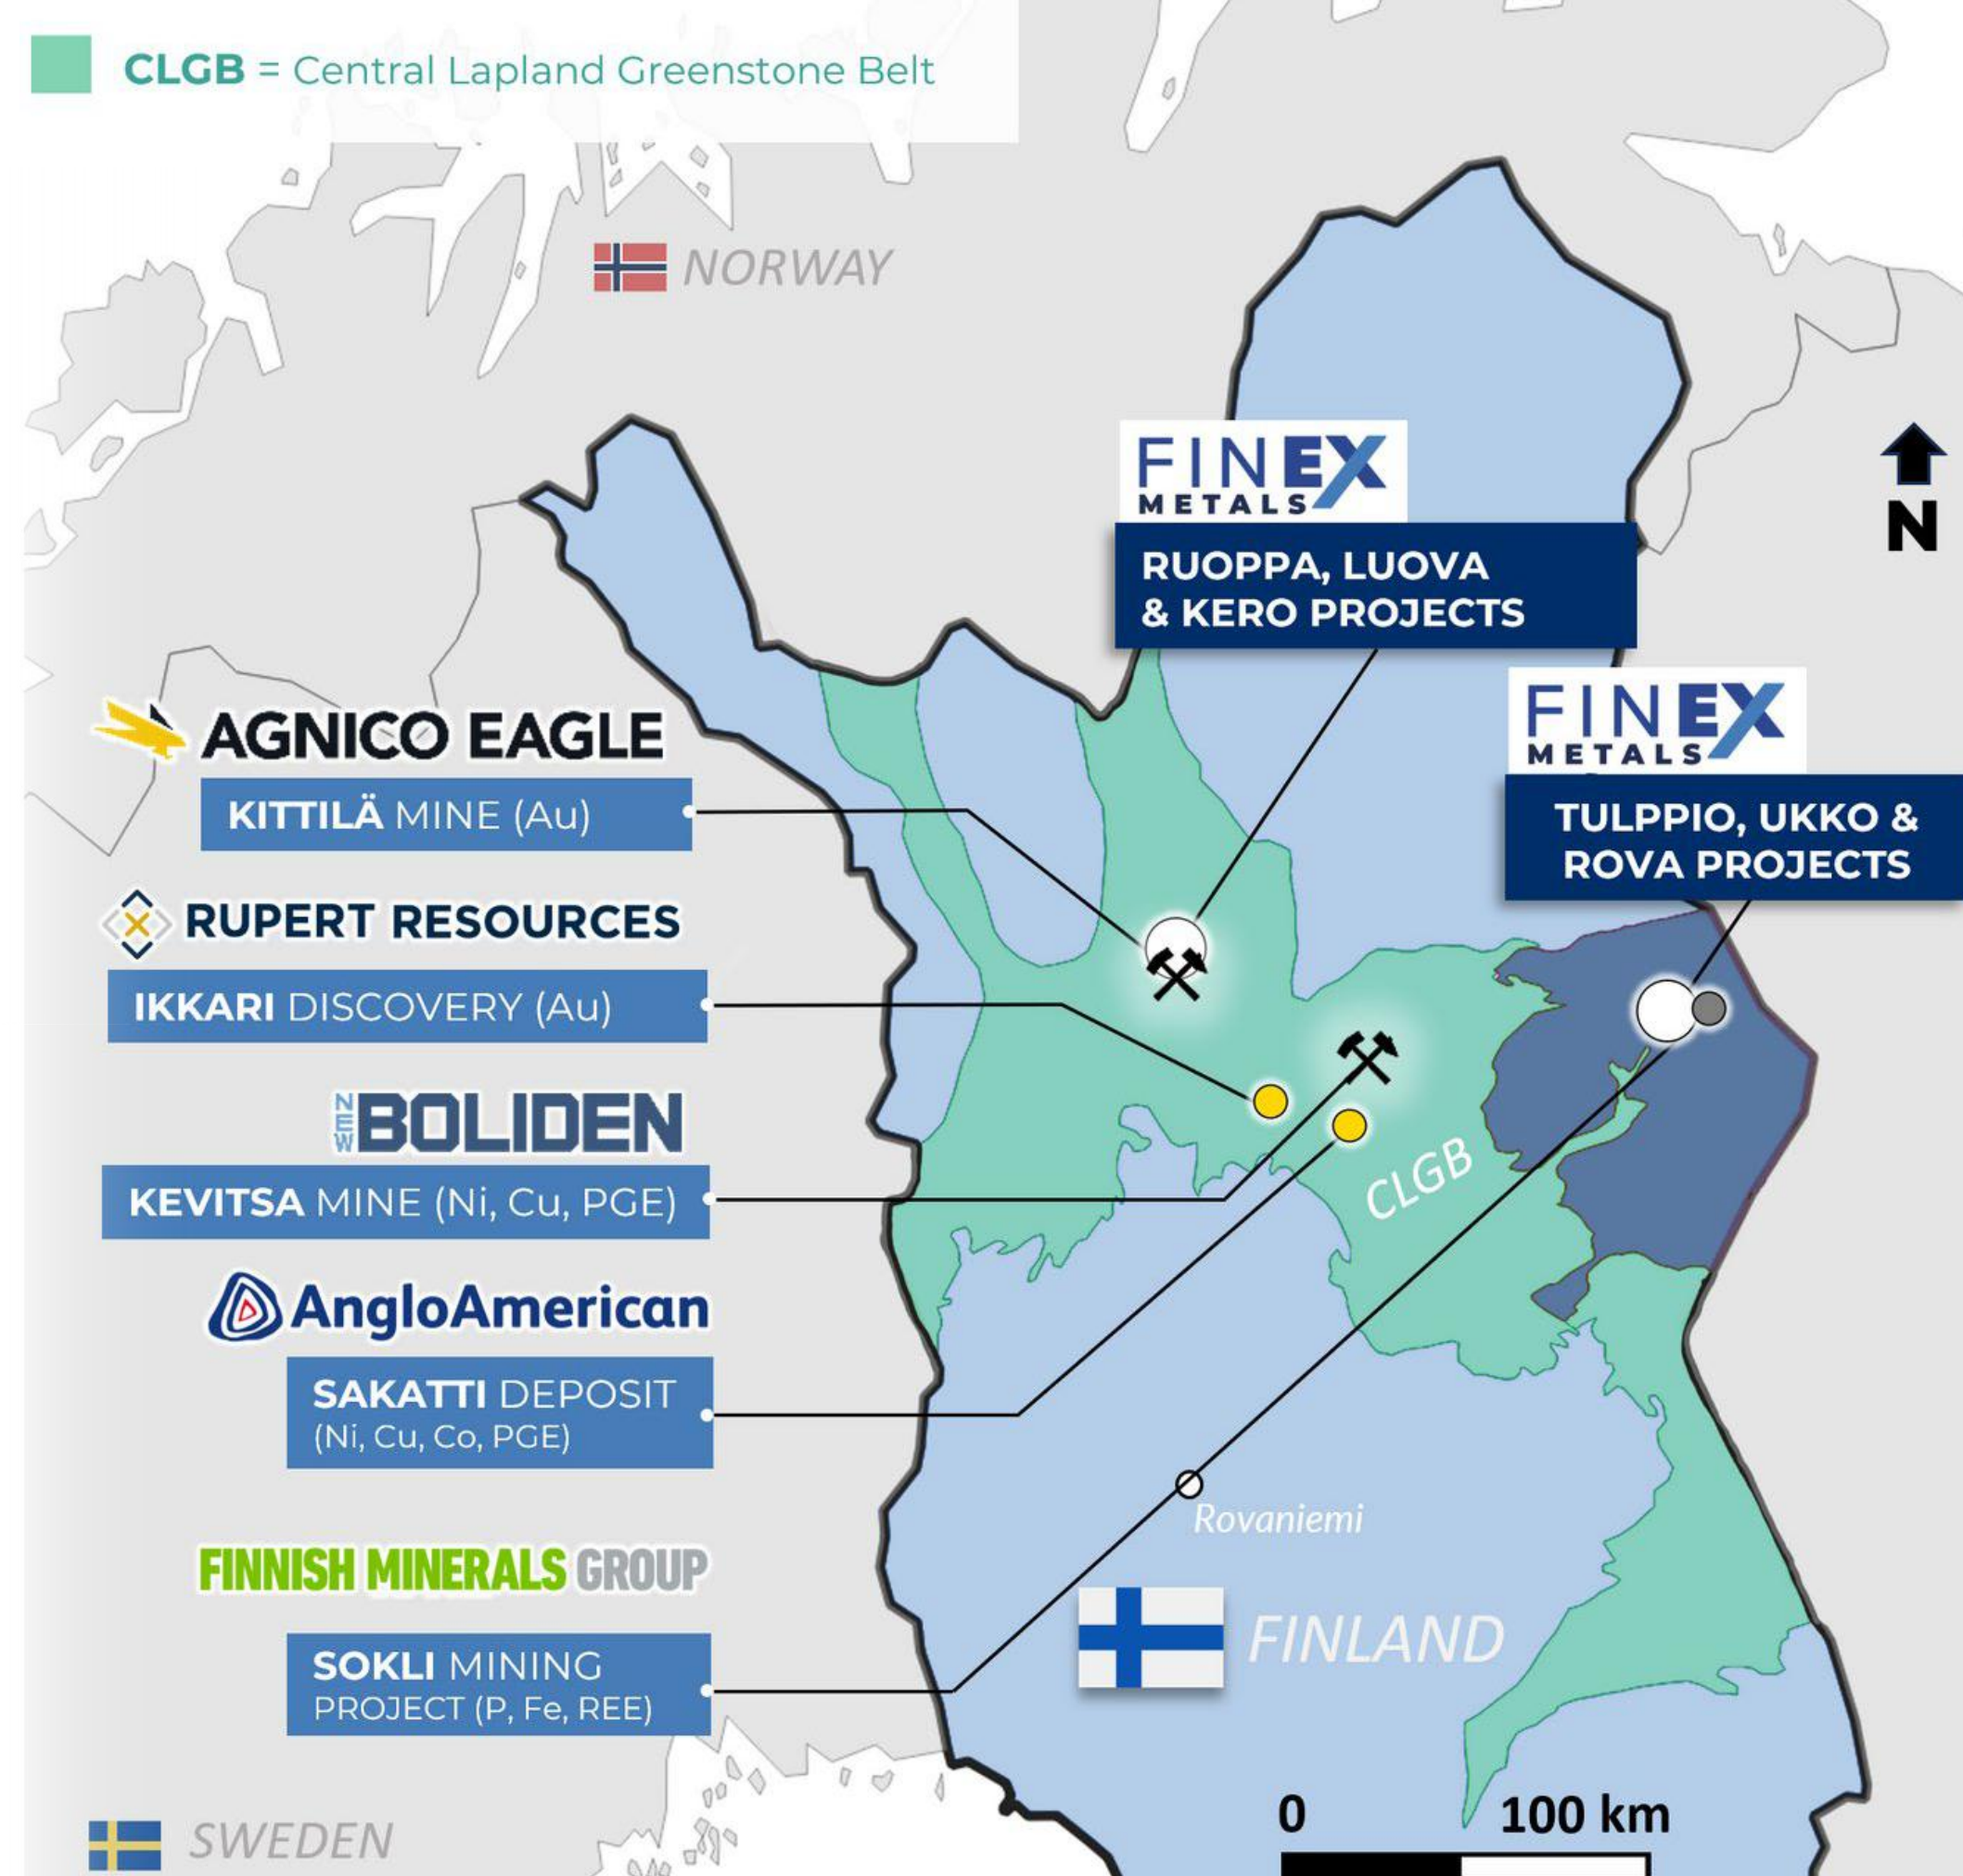 CLGB = Central Lapland Greenstone Belt
NORWAY
FINEX
METALS
RUOPPA, LUOVA
& KERO PROJECTS
N
FINEX
METALS
TULPPIO, UKKO &
ROVA PROJECTS
AGNICO EAGLE
KITTILÄ MINE (Au)
RUPERT RESOURCES
IKKARI DISCOVERY (Au)
NEW BOLIDEN
KEVITSA MINE (Ni, Cu, PGE)
CLGB
AngloAmerican
SAKATTI DEPOSIT
(Ni, Cu, Co, PGE)
Rovaniemi
FINNISH MINERALS GROUP
SOKLI MINING
PROJECT (P, Fe, REE)
FINLAND
SWEDEN
0 100 km